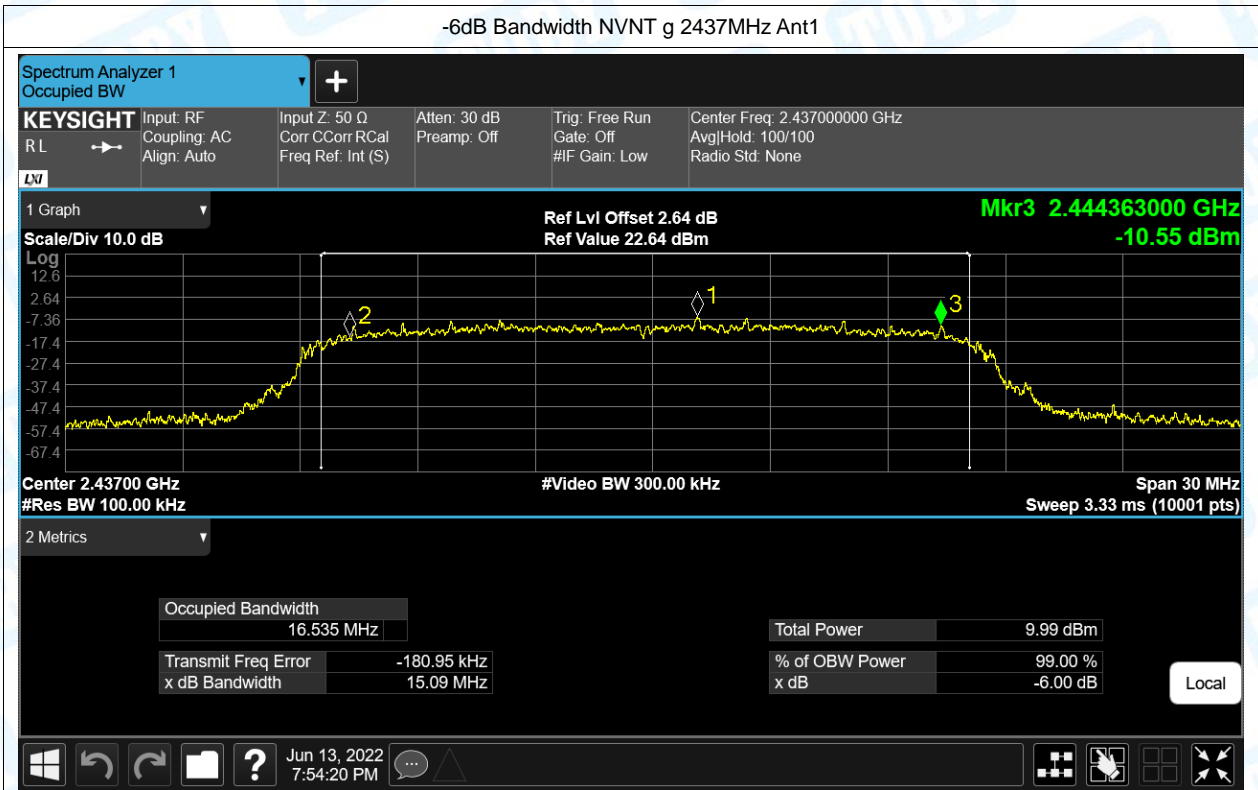 -6dB Bandwidth NVNT g 2437MHz Ant1
Spectrum Analyzer 1
Occupied BW
KEYSIGHT
R L
LXI
Input: RF
Coupling: AC
Align: Auto
Input Z: 50 Ω
Corr CCorr RCal
Freq Ref: Int (S)
Atten: 30 dB
Preamp: Off
Trig: Free Run
Gate: Off
#IF Gain: Low
Center Freq: 2.437000000 GHz
Avg|Hold: 100/100
Radio Std: None
1 Graph
Scale/Div 10.0 dB
Ref Lvl Offset 2.64 dB
Ref Value 22.64 dBm
Mkr3 2.444363000 GHz
-10.55 dBm
Log
12.6
2.64
-7.36
-17.4
-27.4
-37.4
-47.4
-57.4
-67.4
2
1
3
Center 2.43700 GHz
#Res BW 100.00 kHz
#Video BW 300.00 kHz
Span 30 MHz
Sweep 3.33 ms (10001 pts)
2 Metrics
Occupied Bandwidth
16.535 MHz
Transmit Freq Error -180.95 kHz
x dB Bandwidth 15.09 MHz
Total Power 9.99 dBm
% of OBW Power 99.00 %
x dB -6.00 dB
Local
?
Jun 13, 2022
7:54:20 PM